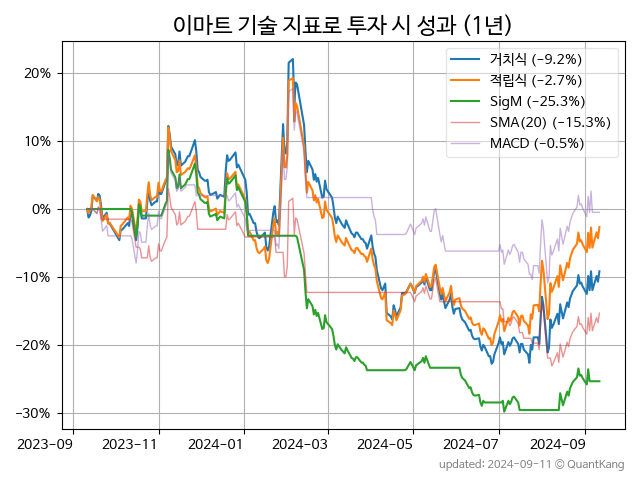 이마트 기술 지표로 투자 시 성과 (1년)
거치식 (−9.2%)
적립식 (−2.7%)
SigM (−25.3%)
SMA(20) (−15.3%)
MACD (−0.5%)
20%
10%
0%
−10%
−20%
−30%
2023-09
2023-11
2024-01
2024-03
2024-05
2024-07
2024-09
updated: 2024-09-11 © QuantKang